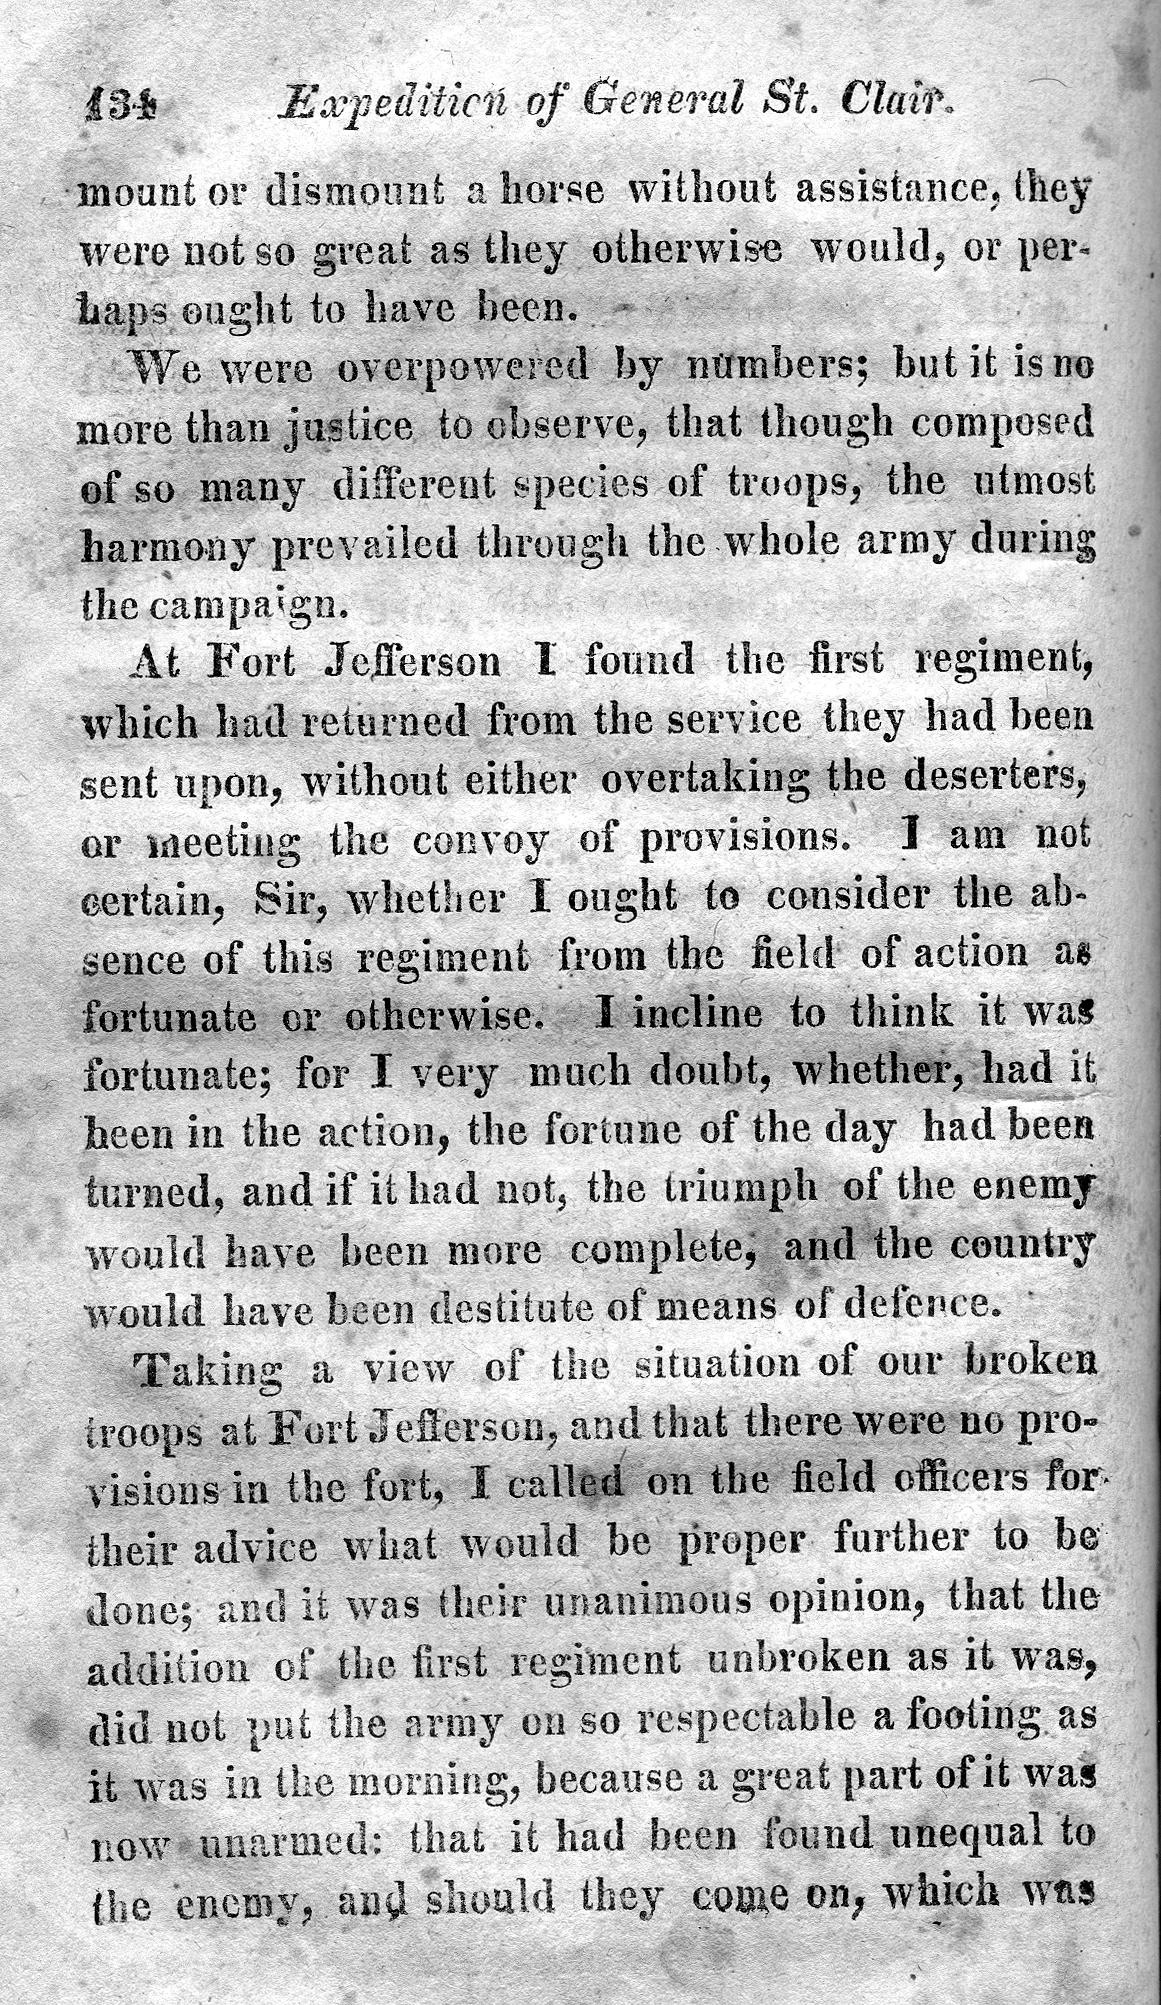 134 Expedition of General St. Clair.
mount or dismount a horse without assistance, they
were not so great as they otherwise would, or per-
haps ought to have been.
We were overpowered by numbers; but it is no
more than justice to observe, that though composed
of so many different species of troops, the utmost
harmony prevailed through the whole army during
the campaign.
At Fort Jefferson I found the first regiment,
which had returned from the service they had been
sent upon, without either overtaking the deserters,
or meeting the convoy of provisions. I am not
certain, Sir, whether I ought to consider the ab-
sence of this regiment from the field of action as
fortunate or otherwise. I incline to think it was
fortunate; for I very much doubt, whether, had it
been in the action, the fortune of the day had been
turned, and if it had not, the triumph of the enemy
would have been more complete, and the country
would have been destitute of means of defence.
Taking a view of the situation of our broken
troops at Fort Jefferson, and that there were no pro-
visions in the fort, I called on the field officers for
their advice what would be proper further to be
done; and it was their unanimous opinion, that the
addition of the first regiment unbroken as it was,
did not put the army on so respectable a footing as
it was in the morning, because a great part of it was
now unarmed: that it had been found unequal to
the enemy, and should they come on, which was